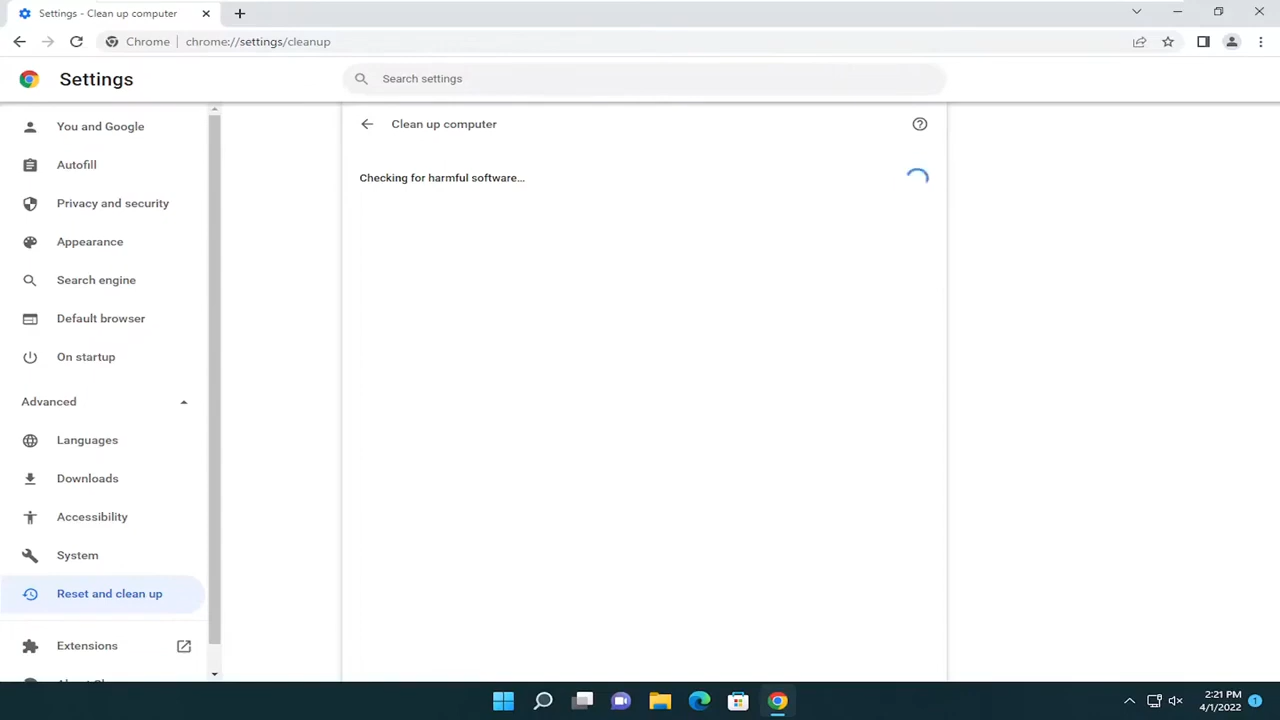 Settings - Clean up computer
Chrome | chrome://settings/cleanup
Settings
Search settings
You and Google
Autofill
Privacy and security
Appearance
Search engine
Default browser
On startup
Advanced
Languages
Downloads
Accessibility
System
Reset and clean up
Extensions
Clean up computer
Checking for harmful software...
2:21 PM
4/1/2022
1